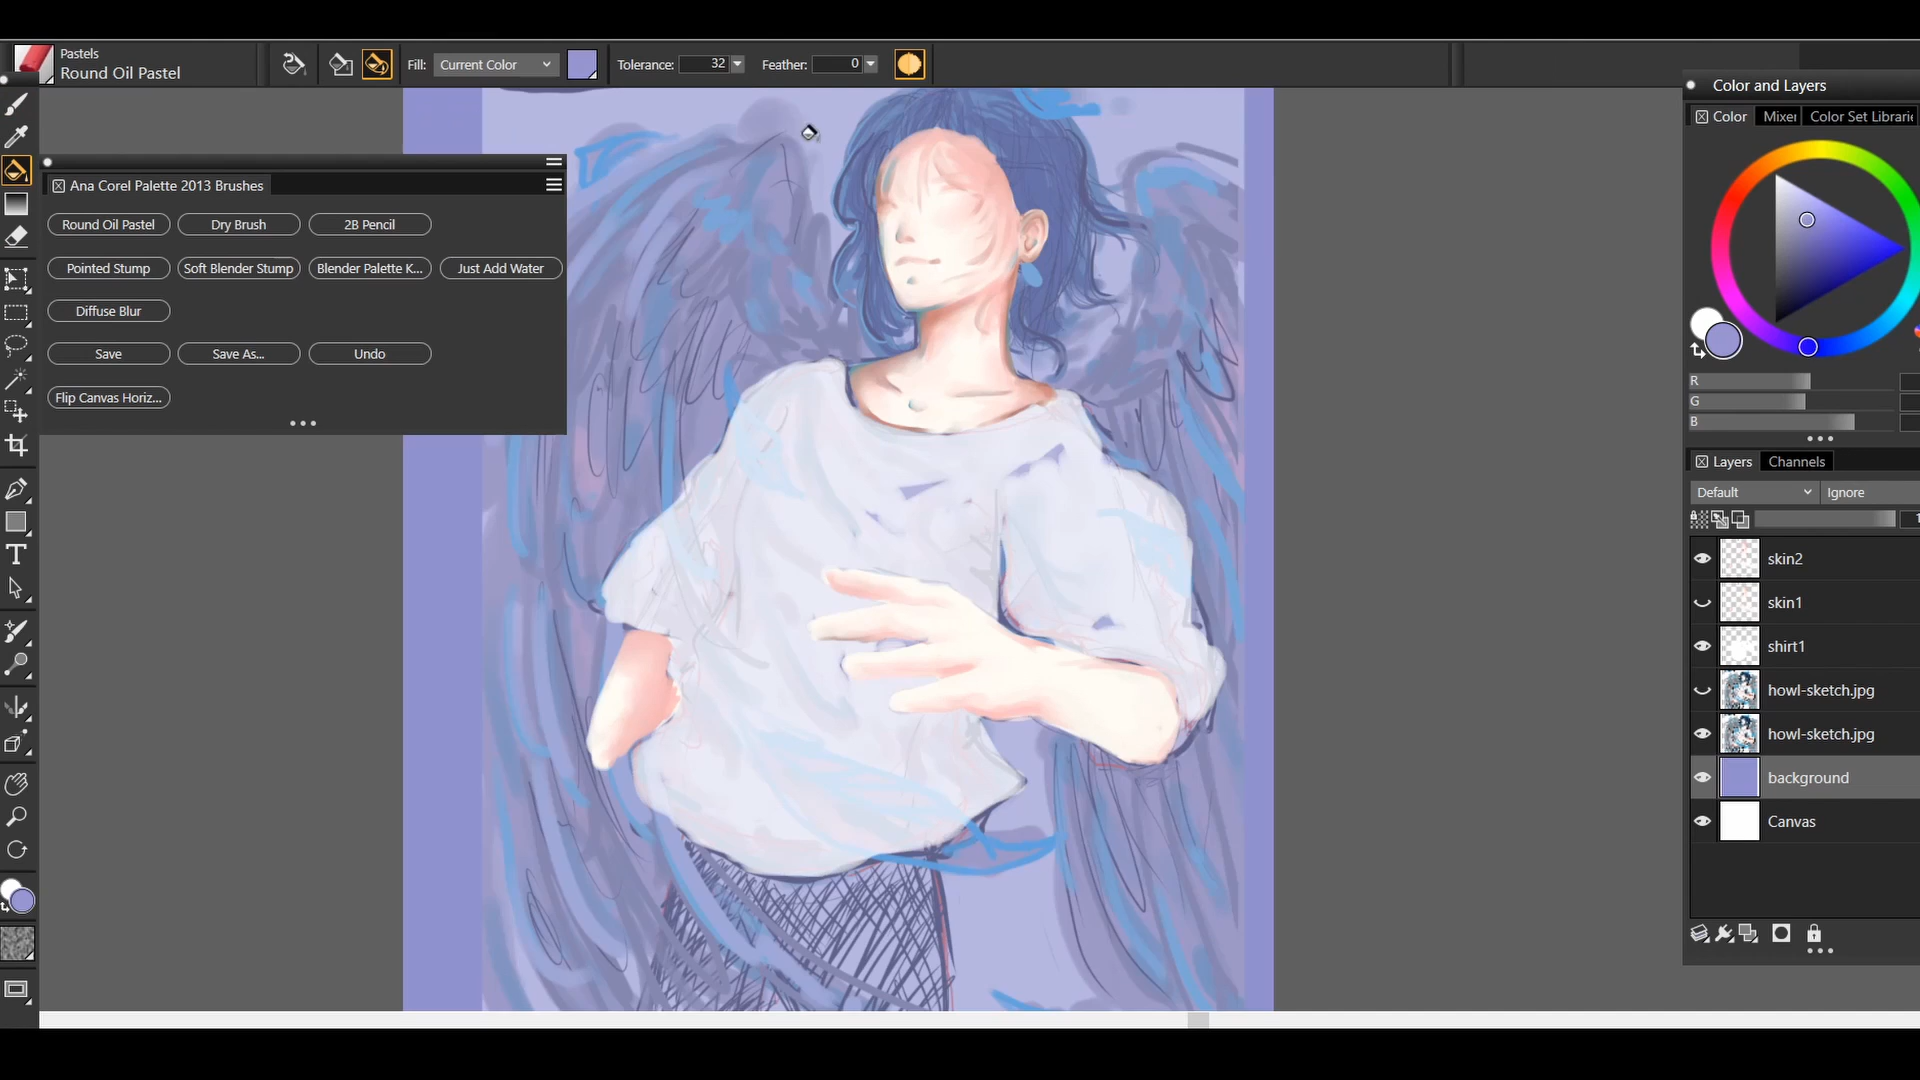 Pastels
Round Oil Pastel
Fill: Current Color
Tolerance: 32
Feather: 0
Color and Layers
Color Mixer Color Set Librarie
Ana Corel Palette 2013 Brushes
Round Oil Pastel Dry Brush 2B Pencil
Pointed Stump Soft Blender Stump Blender Palette K... Just Add Water
Diffuse Blur
Save Save As... Undo
Flip Canvas Horiz...
R
G
B
Layers Channels
Default Ignore
skin2
skin1
shirt1
howl-sketch.jpg
howl-sketch.jpg
background
Canvas